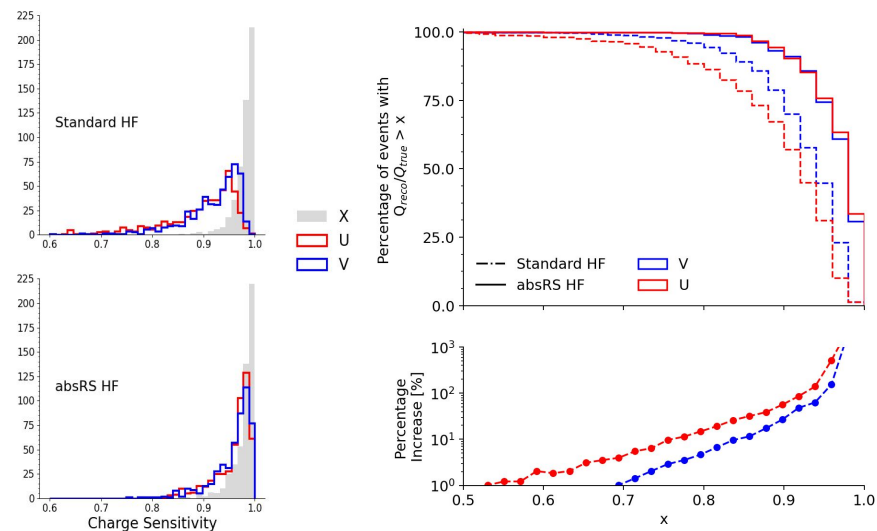 225
200
175
150
125
100
75
50
25
0
Standard HF
0.6 0.7 0.8 0.9 1.0
X
U
V
225
200
175
150
125
100
75
50
25
0
absRS HF
0.6 0.7 0.8 0.9 1.0
Charge Sensitivity
Percentage of events with
Q_reco/Q_true > x
100.0
75.0
50.0
25.0
0.0
Standard HF
absRS HF
V
U
Percentage
Increase [%]
10³
10²
10¹
10⁰
0.5 0.6 0.7 0.8 0.9 1.0
x